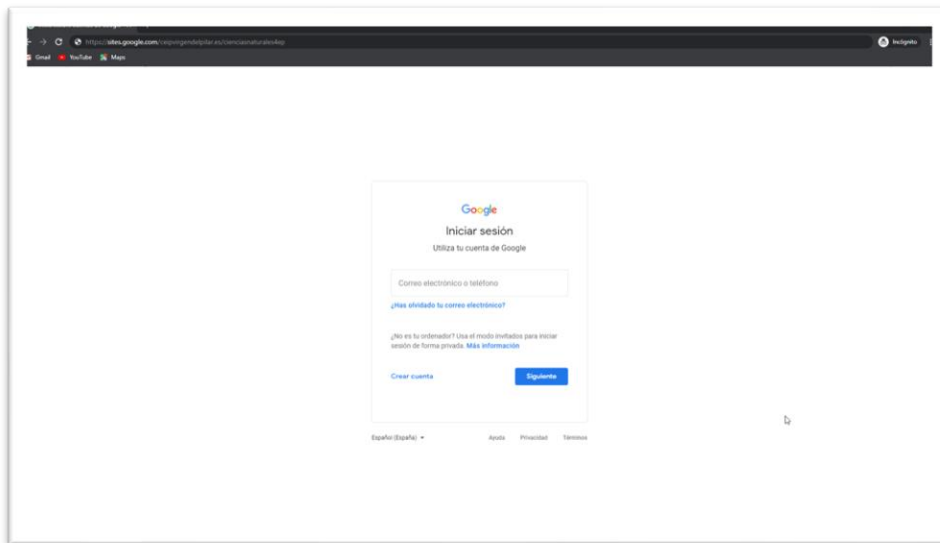 https://sites.google.com/ceipvirgendelpilar.es/cienciasnaturales4ep
Incógnito
Gmail YouTube Maps
Google
Iniciar sesión
Utiliza tu cuenta de Google
Correo electrónico o teléfono
¿Has olvidado tu correo electrónico?
¿No es tu ordenador? Usa el modo invitados para iniciar
sesión de forma privada. Más información
Crear cuenta Siguiente
Español (España) Ayuda Privacidad Términos